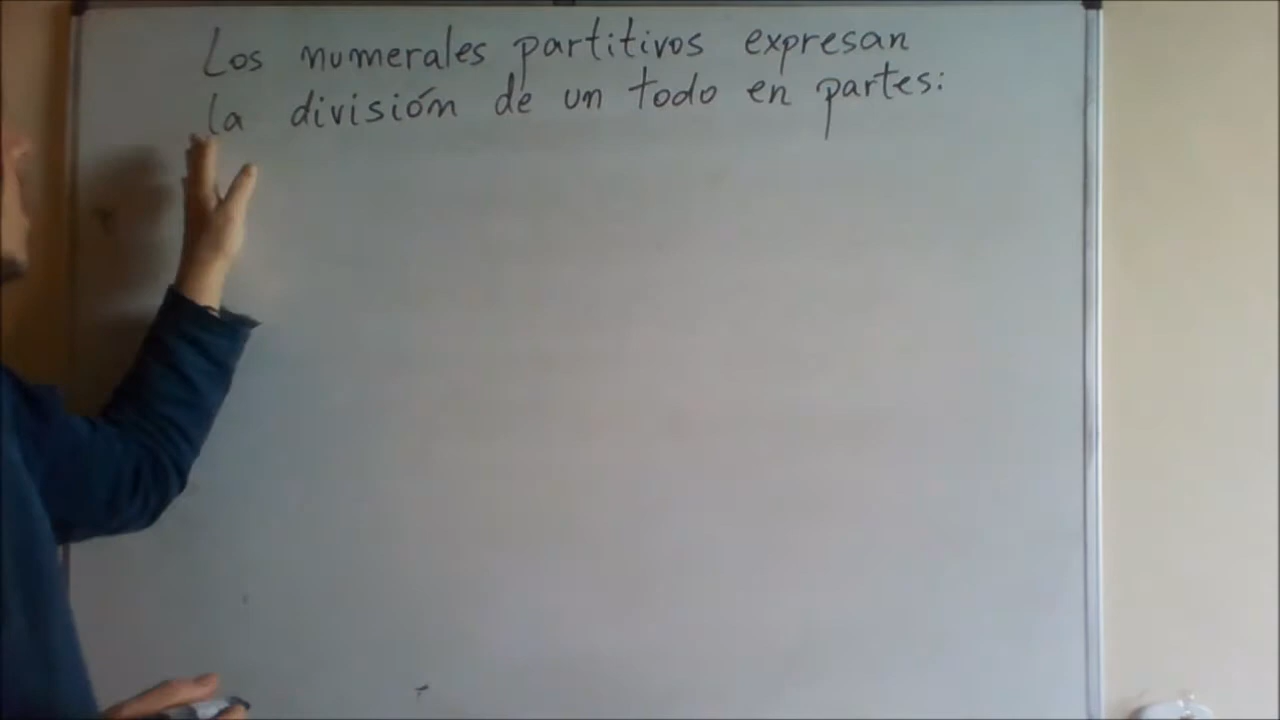 Los numerales partitivos expresan
la división de un todo en partes: